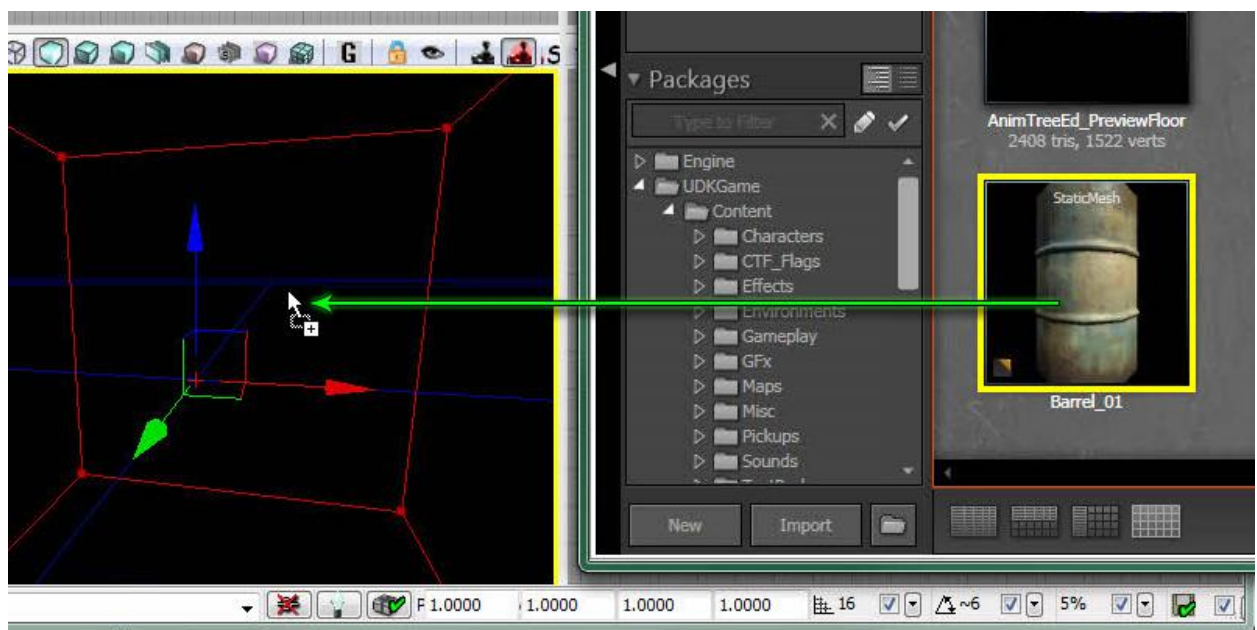 G
S
Packages
Type to Filter
Engine
UDKGame
Content
Characters
CTF_Flags
Effects
Environments
Gameplay
GFx
Maps
Misc
Pickups
Sounds
New Import
AnimTreeEd_PreviewFloor
2408 tris, 1522 verts
StaticMesh
Barrel_01
F 1.0000 1.0000 1.0000 1.0000 16 ~6 5%